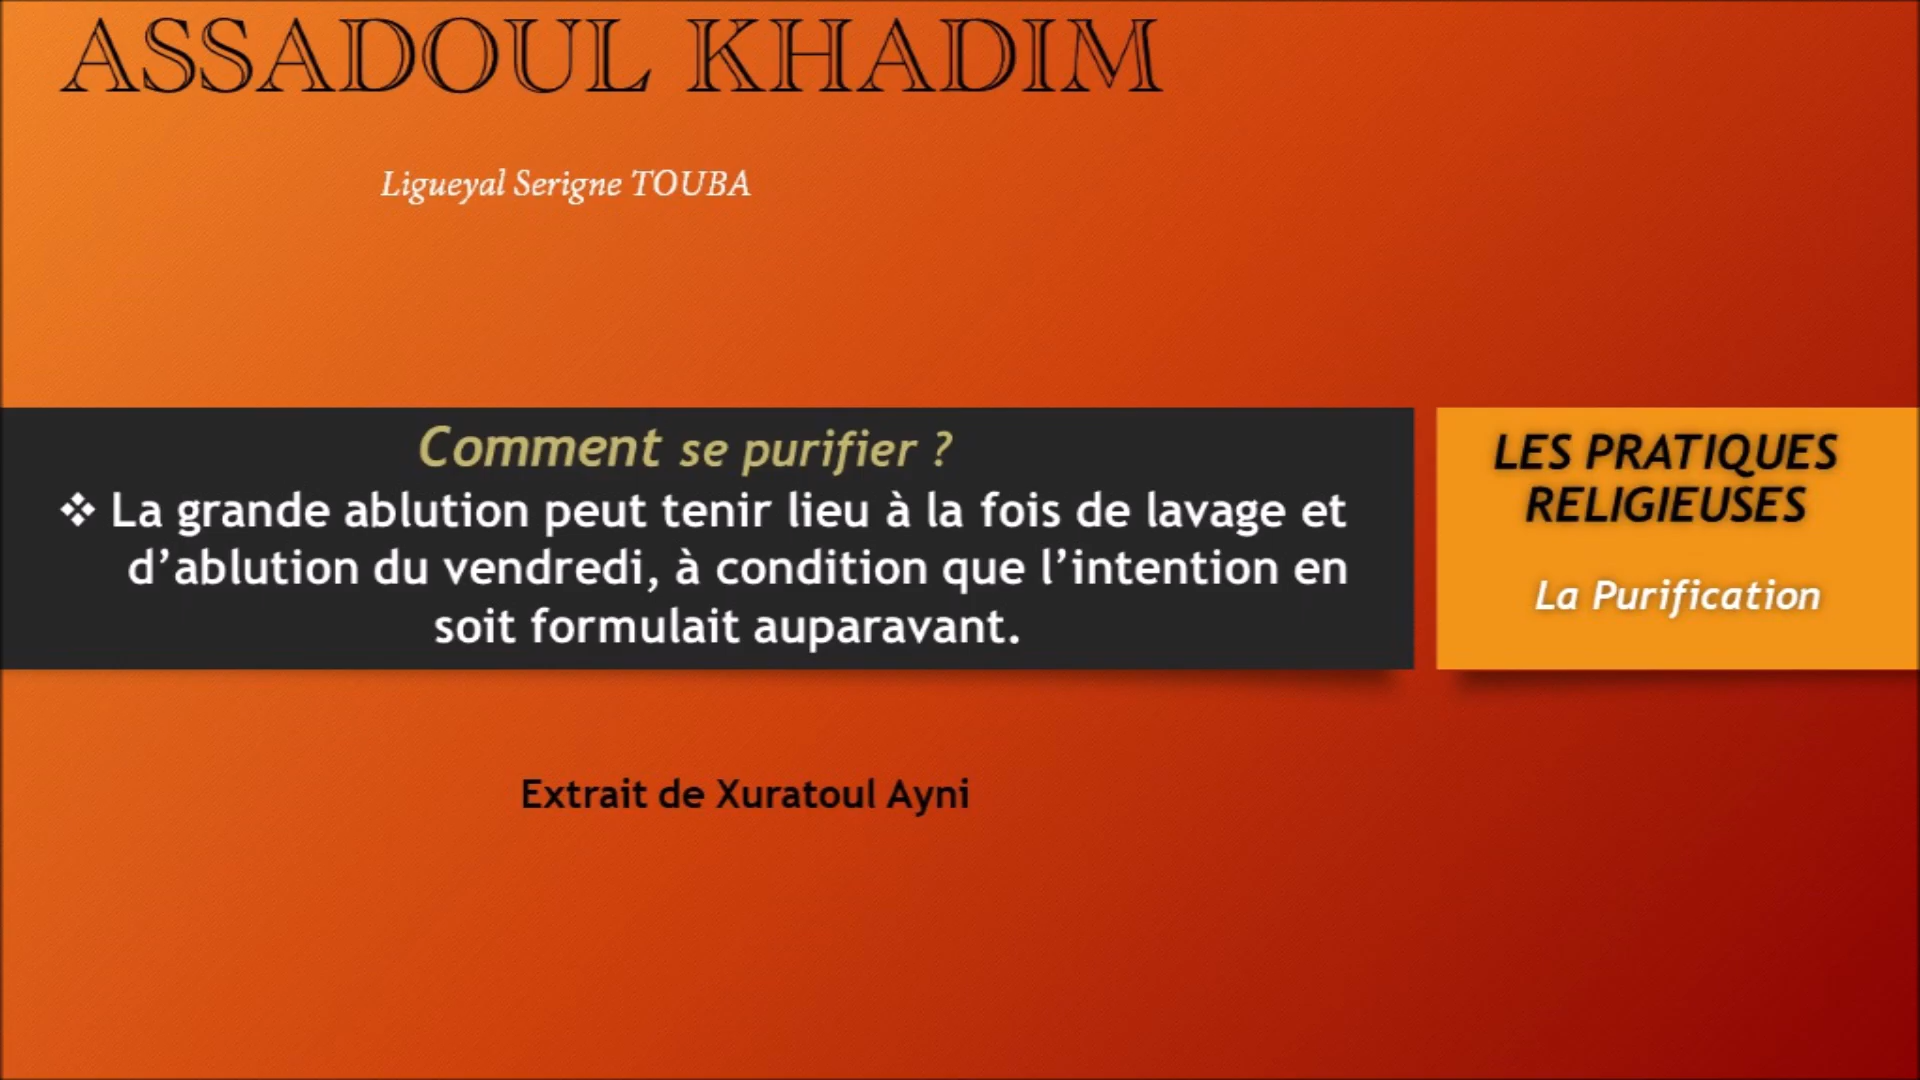 ASSADOUL KHADIM
Ligueyal Serigne TOUBA
Comment se purifier ?
❖ La grande ablution peut tenir lieu à la fois de lavage et
d’ablution du vendredi, à condition que l’intention en
soit formulait auparavant.
LES PRATIQUES
RELIGIEUSES
La Purification
Extrait de Xuratoul Ayni